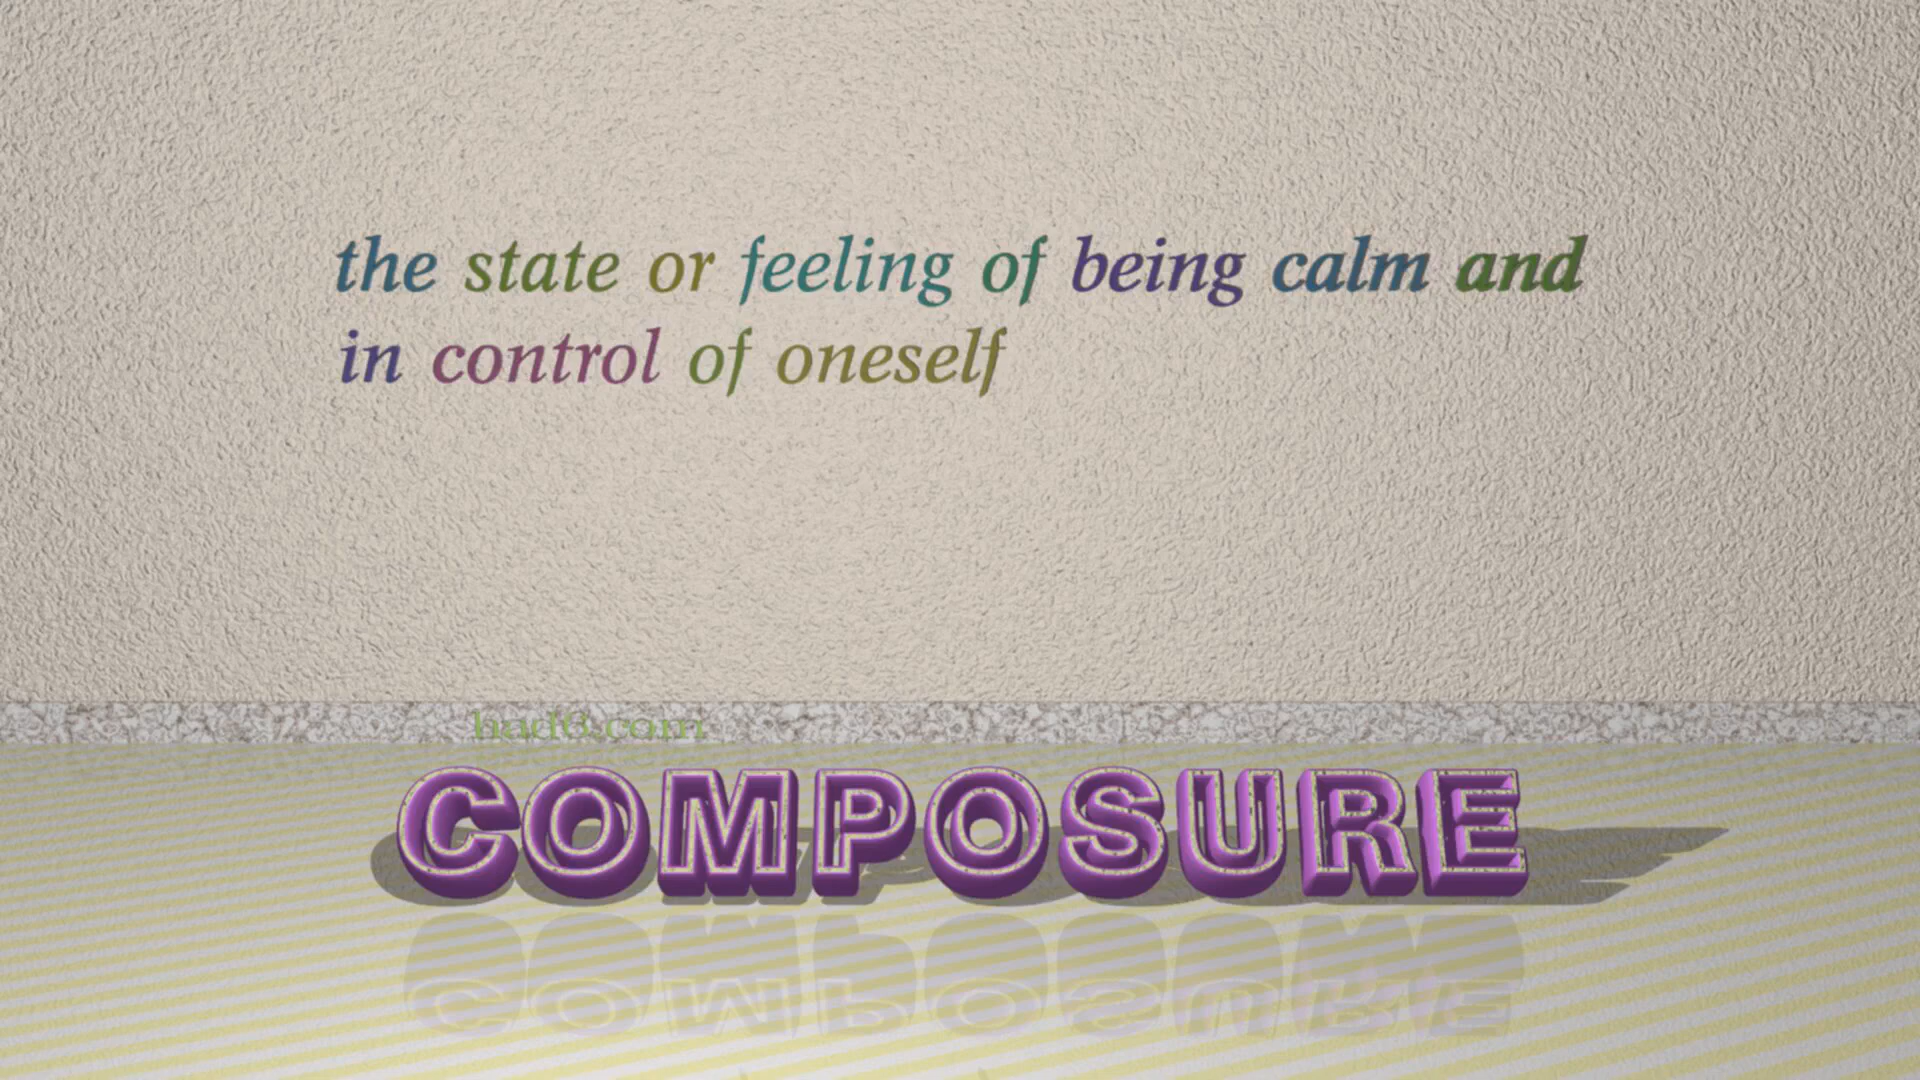 the state or feeling of being calm and
in control of oneself
had6.com
COMPOSURE